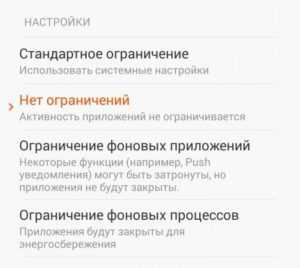 НАСТРОЙКИ
Стандартное ограничение
Использовать системные настройки
Нет ограничений
Активность приложений не ограничивается
Ограничение фоновых приложений
Некоторые функции (например, Push
уведомления) могут быть затронуты, но
приложения не будут закрыты.
Ограничение фоновых процессов
Приложения будут закрыты для
энергосбережения